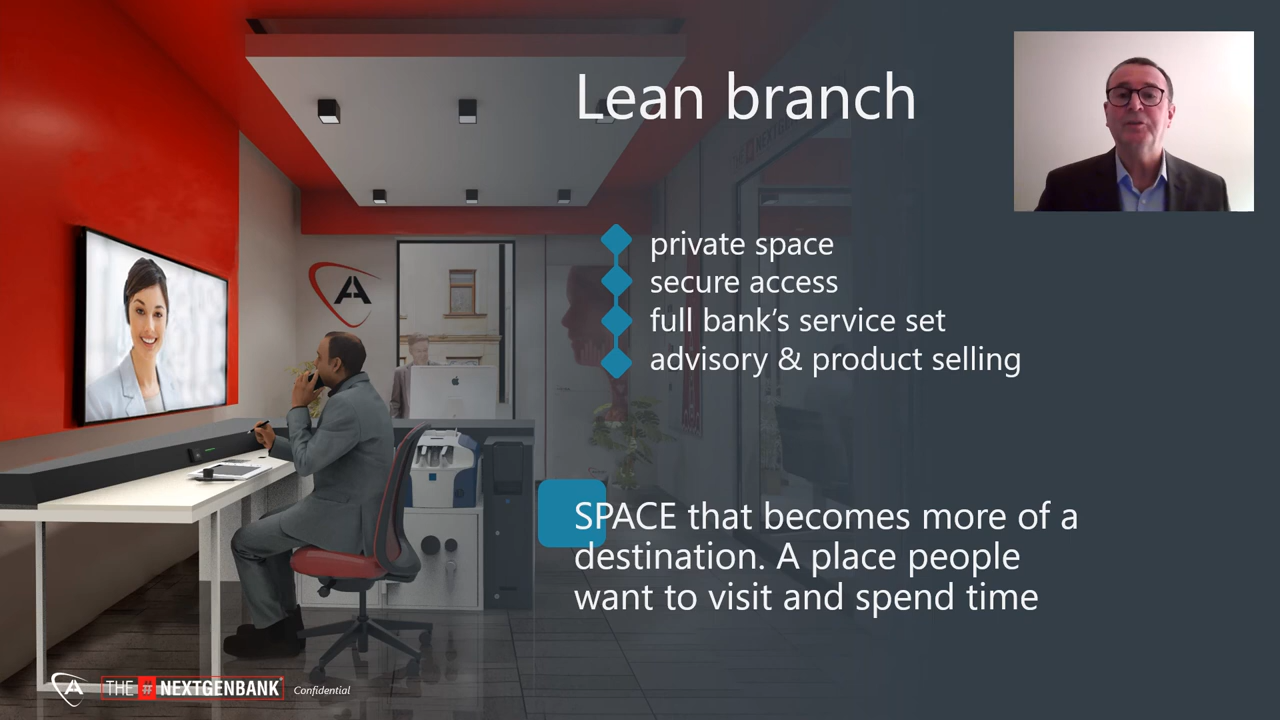 Lean branch
private space
secure access
full bank's service set
advisory & product selling
SPACE that becomes more of a
destination. A place people
want to visit and spend time
A
A THE # NEXTGENBANK Confidential